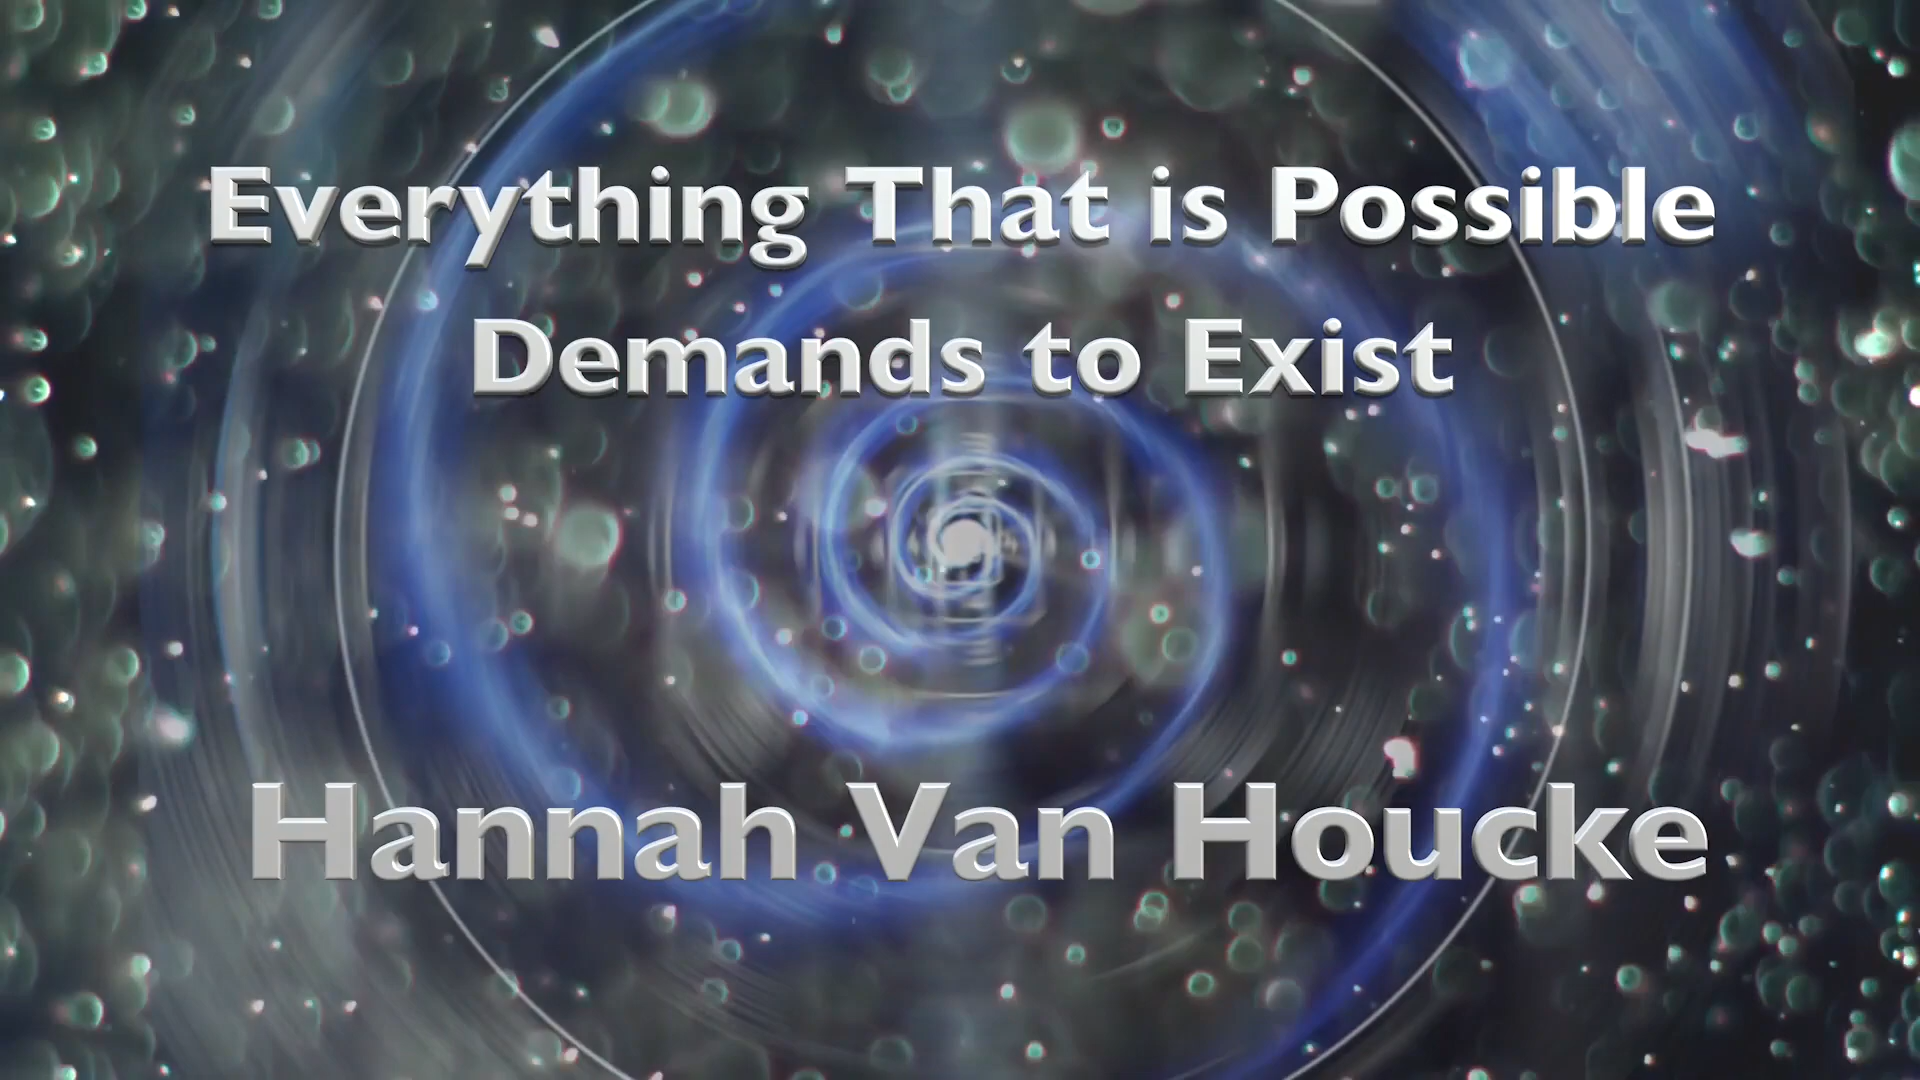 Everything That is Possible
Demands to Exist
Hannah Van Houcke